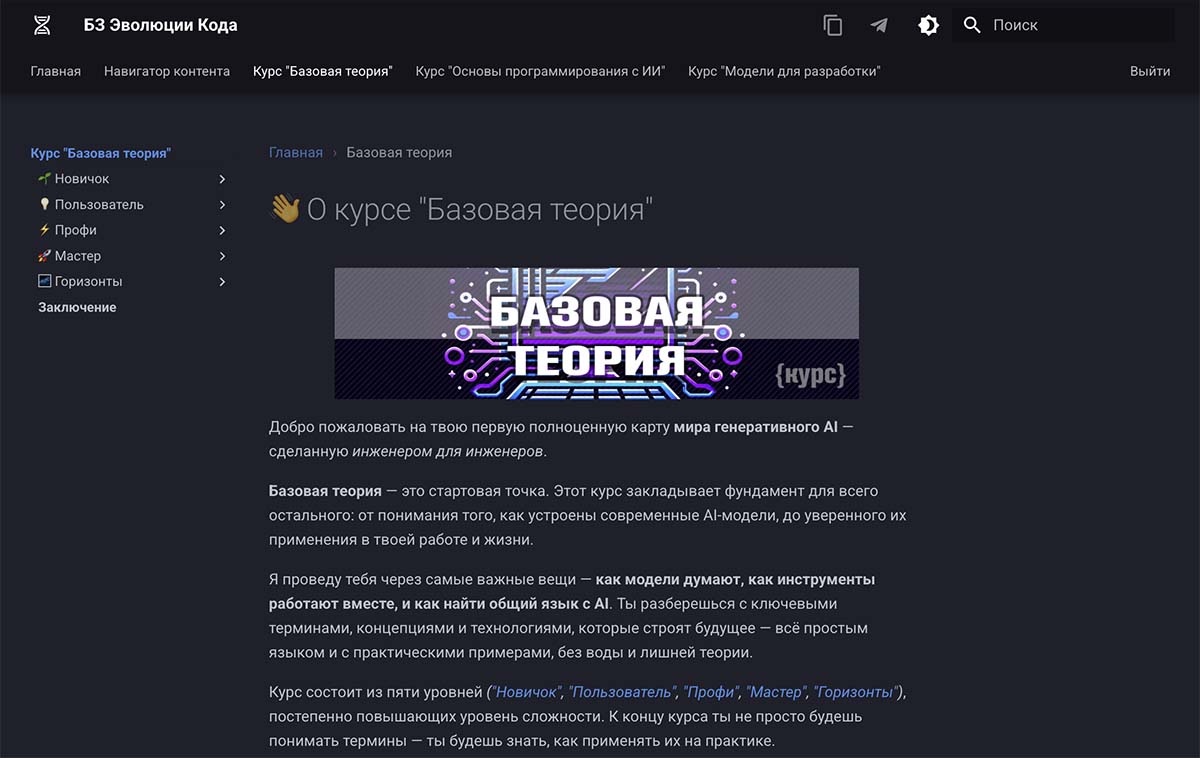 БЗ Эволюции Кода
Поиск
Главная
Навигатор контента
Курс "Базовая теория"
Курс "Основы программирования с ИИ"
Курс "Модели для разработки"
Выйти
Курс "Базовая теория"
Новичок
Пользователь
Профи
Мастер
Горизонты
Заключение
Главная › Базовая теория
О курсе "Базовая теория"
БАЗОВАЯ
ТЕОРИЯ
{курс}
Добро пожаловать на твою первую полноценную карту мира генеративного AI —
сделанную инженером для инженеров.
Базовая теория — это стартовая точка. Этот курс закладывает фундамент для всего
остального: от понимания того, как устроены современные AI-модели, до уверенного их
применения в твоей работе и жизни.
Я проведу тебя через самые важные вещи — как модели думают, как инструменты
работают вместе, и как найти общий язык с AI. Ты разберешься с ключевыми
терминами, концепциями и технологиями, которые строят будущее — всё простым
языком и с практическими примерами, без воды и лишней теории.
Курс состоит из пяти уровней ("Новичок", "Пользователь", "Профи", "Мастер", "Горизонты"),
постепенно повышающих уровень сложности. К концу курса ты не просто будешь
понимать термины — ты будешь знать, как применять их на практике.